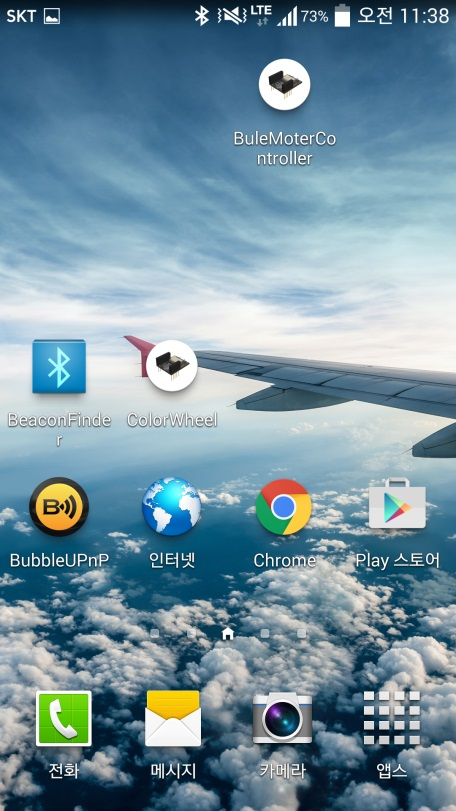 SKT LTE 73% 오전 11:38
BuleMoterCo
ntroller
BeaconFinde
r
ColorWheel
BubbleUPnP
인터넷
Chrome
Play 스토어
전화
메시지
카메라
앱스